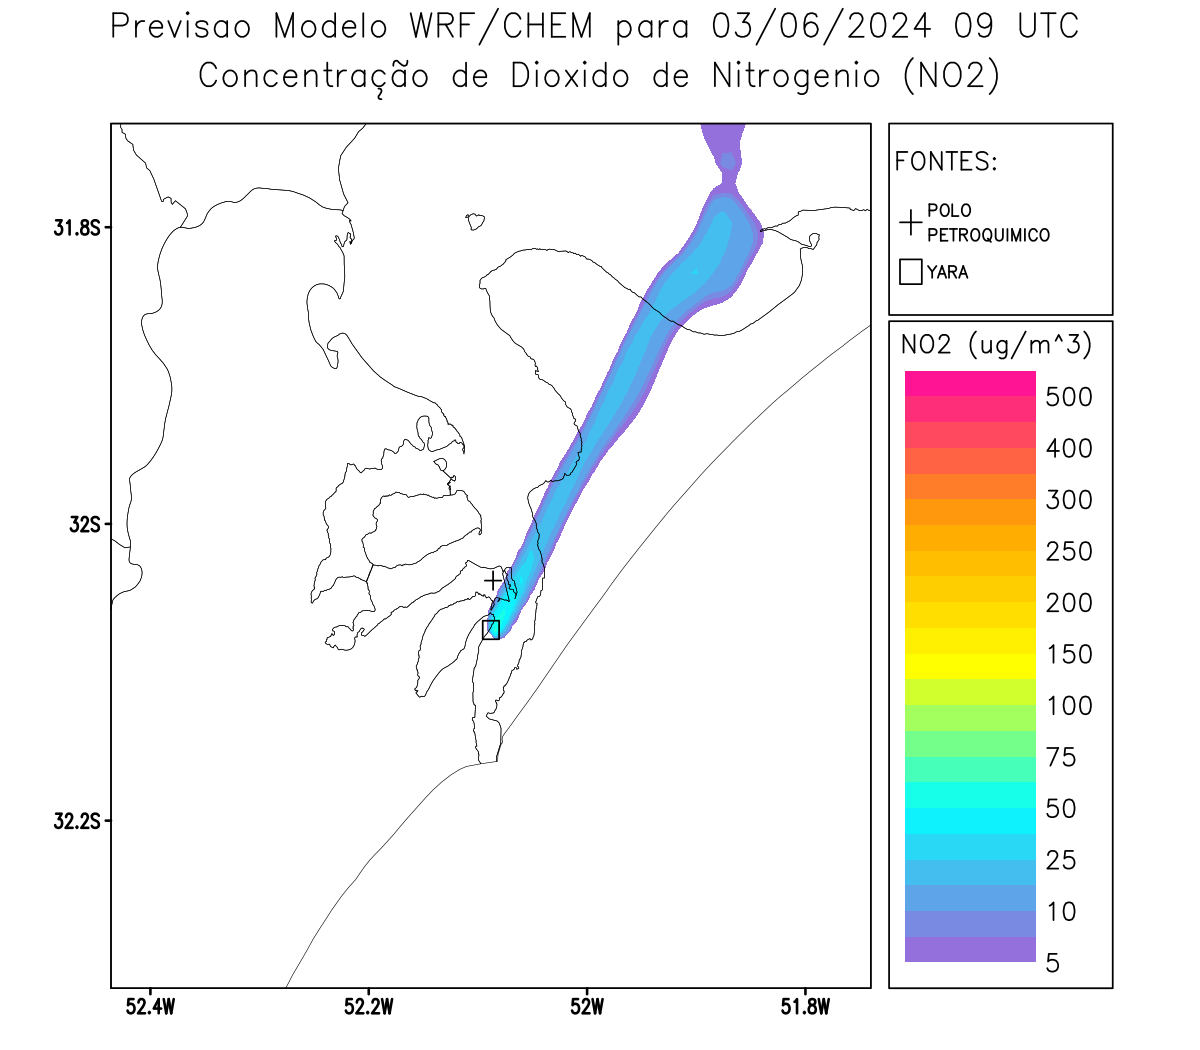 Previsao Modelo WRF/CHEM para 03/06/2024 09 UTC
Concentração de Dioxido de Nitrogenio (NO2)
FONTES:
POLO
PETROQUIMICO
YARA
31.8S
32S
32.2S
52.4W
52.2W
52W
51.8W
NO2 (ug/m^3)
500
400
300
250
200
150
100
75
50
25
10
5